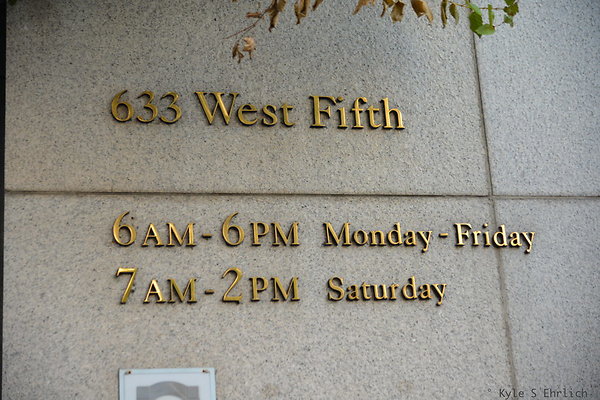 633 West Fifth
6AM-6PM Monday-Friday
7AM-2PM Saturday
© Kyle S Ehrlich